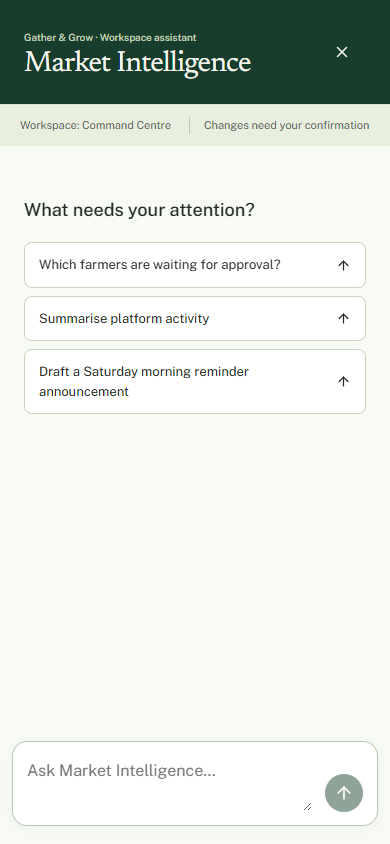 Gather & Grow · Workspace assistant
Market Intelligence
Workspace: Command Centre
Changes need your confirmation
What needs your attention?
Which farmers are waiting for approval?
Summarise platform activity
Draft a Saturday morning reminder
announcement
Ask Market Intelligence...